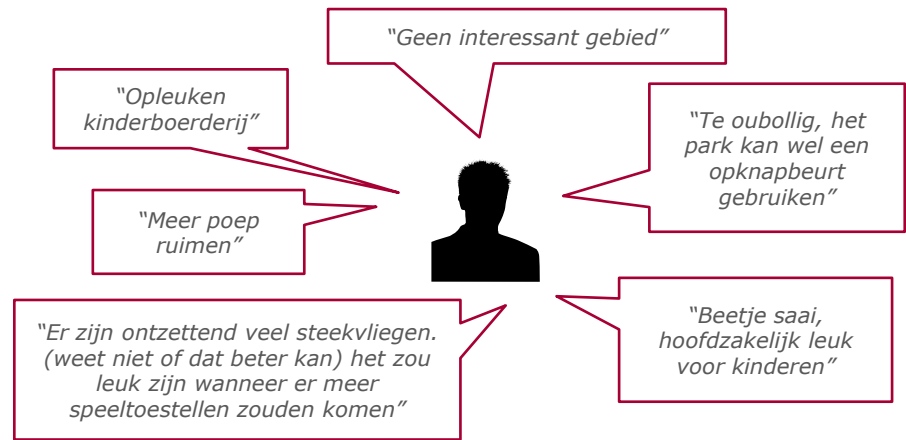 “Geen interessant gebied”
“Opleuken
kinderboerderij”
“Te oubollig, het
park kan wel een
opknapbeurt
gebruiken”
“Meer poep
ruimen”
“Er zijn ontzettend veel steekvliegen.
(weet niet of dat beter kan) het zou
leuk zijn wanneer er meer
speeltoestellen zouden komen”
“Beetje saai,
hoofdzakelijk leuk
voor kinderen”